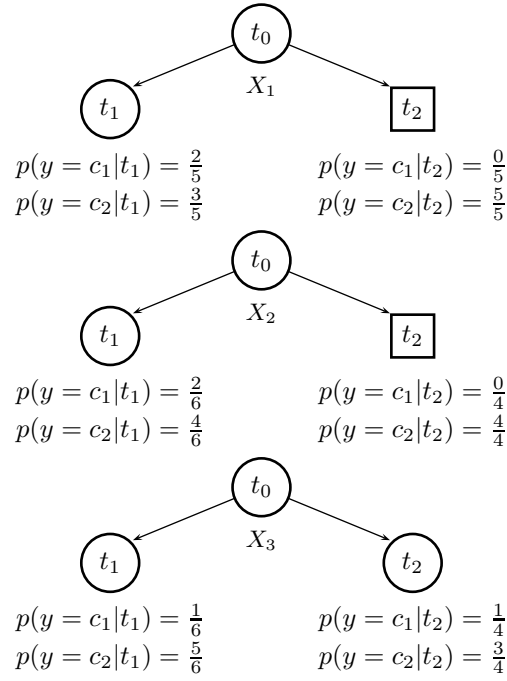 t₀
X₁
t₁ t₂
p(y = c₁|t₁) = 2/5 p(y = c₁|t₂) = 0/5
p(y = c₂|t₁) = 3/5 p(y = c₂|t₂) = 5/5
t₀
X₂
t₁ t₂
p(y = c₁|t₁) = 2/6 p(y = c₁|t₂) = 0/4
p(y = c₂|t₁) = 4/6 p(y = c₂|t₂) = 4/4
t₀
X₃
t₁ t₂
p(y = c₁|t₁) = 1/6 p(y = c₁|t₂) = 1/4
p(y = c₂|t₁) = 5/6 p(y = c₂|t₂) = 3/4